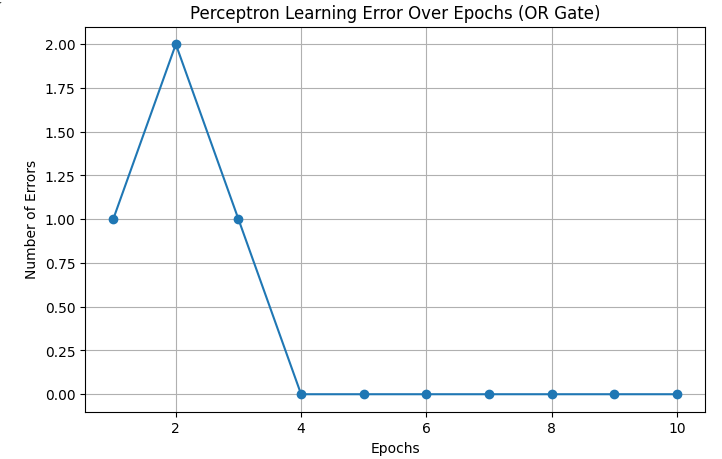 Perceptron Learning Error Over Epochs (OR Gate)
2.00
1.75
1.50
1.25
1.00
0.75
0.50
0.25
0.00
Number of Errors
2 4 6 8 10
Epochs